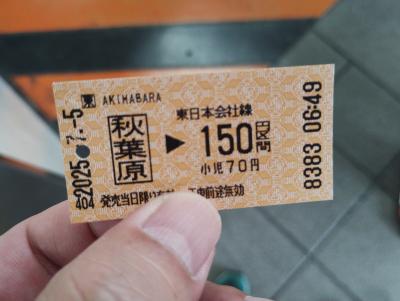 東 AKIHABARA
秋葉原
▶
東日本会社線
150円区間
小児70円
発売当日限り有効 下車前途無効
2025.-7.-5
404
8383 06:49